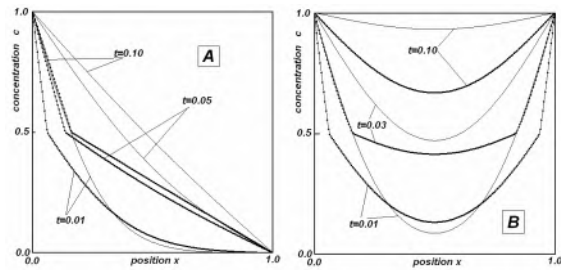 1.0
concentration c
0.5
0.0
0.0
position x
1.0
t=0.10
A
t=0.05
t=0.01
1.0
concentration c
0.5
0.0
0.0
position x
1.0
t=0.10
t=0.03
t=0.01
B